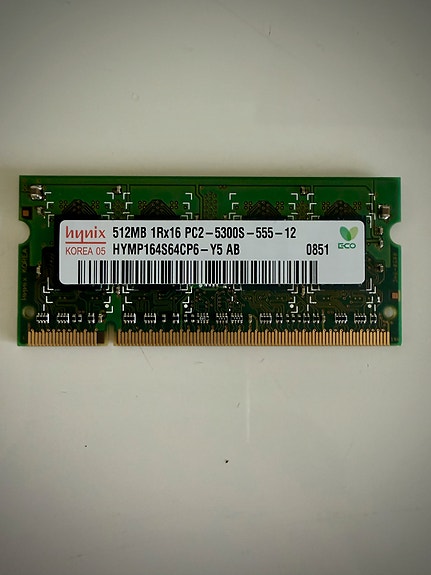 hynix 512MB 1Rx16 PC2-5300S-555-12
KOREA 05 HYMP164S64CP6-Y5 AB 0851 ECO